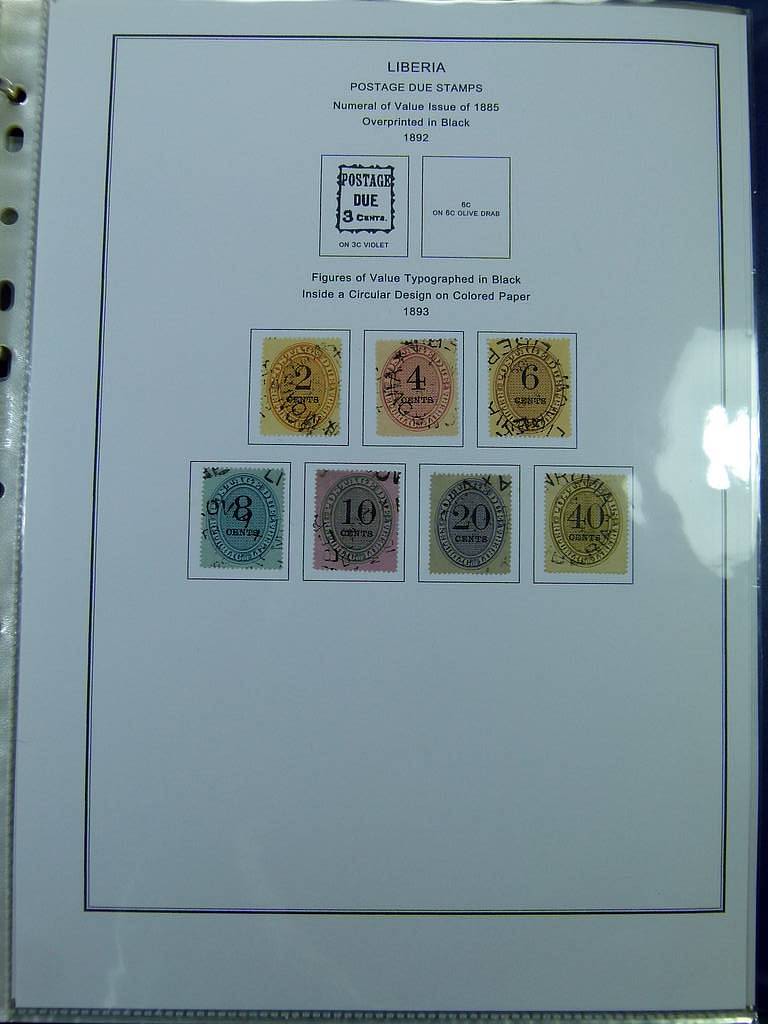 LIBERIA
POSTAGE DUE STAMPS
Numeral of Value Issue of 1885
Overprinted in Black
1892
POSTAGE
DUE
3 CENTS.
ON 3C VIOLET
6C
ON 6C OLIVE DRAB
Figures of Value Typographed in Black
Inside a Circular Design on Colored Paper
1893
2
CENTS
4
CENTS
6
CENTS
8
CENTS
10
CENTS
20
CENTS
40
CENTS